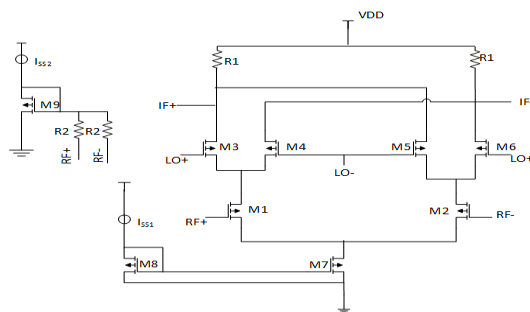 VDD
R1
R1
ISS2
M9
IF+
IF
R2
R2
RF+
RF-
M3
M4
M5
M6
LO+
LO-
LO+
RF+
M1
M2
RF-
ISS1
M8
M7